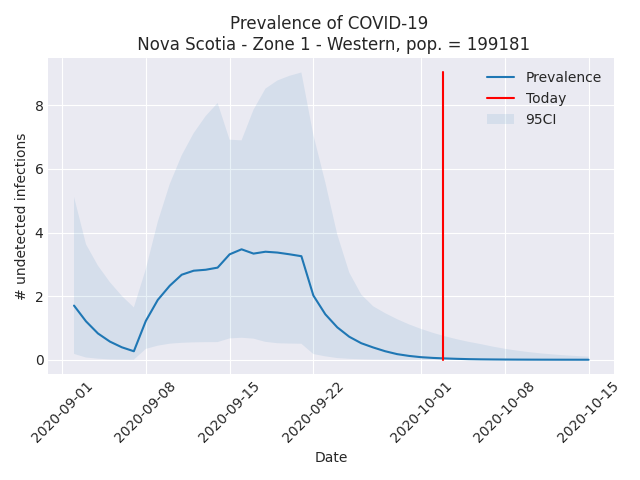 Prevalence of COVID-19
Nova Scotia - Zone 1 - Western, pop. = 199181
Prevalence
Today
95CI
# undetected infections
8
6
4
2
0
2020-09-01
2020-09-08
2020-09-15
2020-09-22
2020-10-01
2020-10-08
2020-10-15
Date